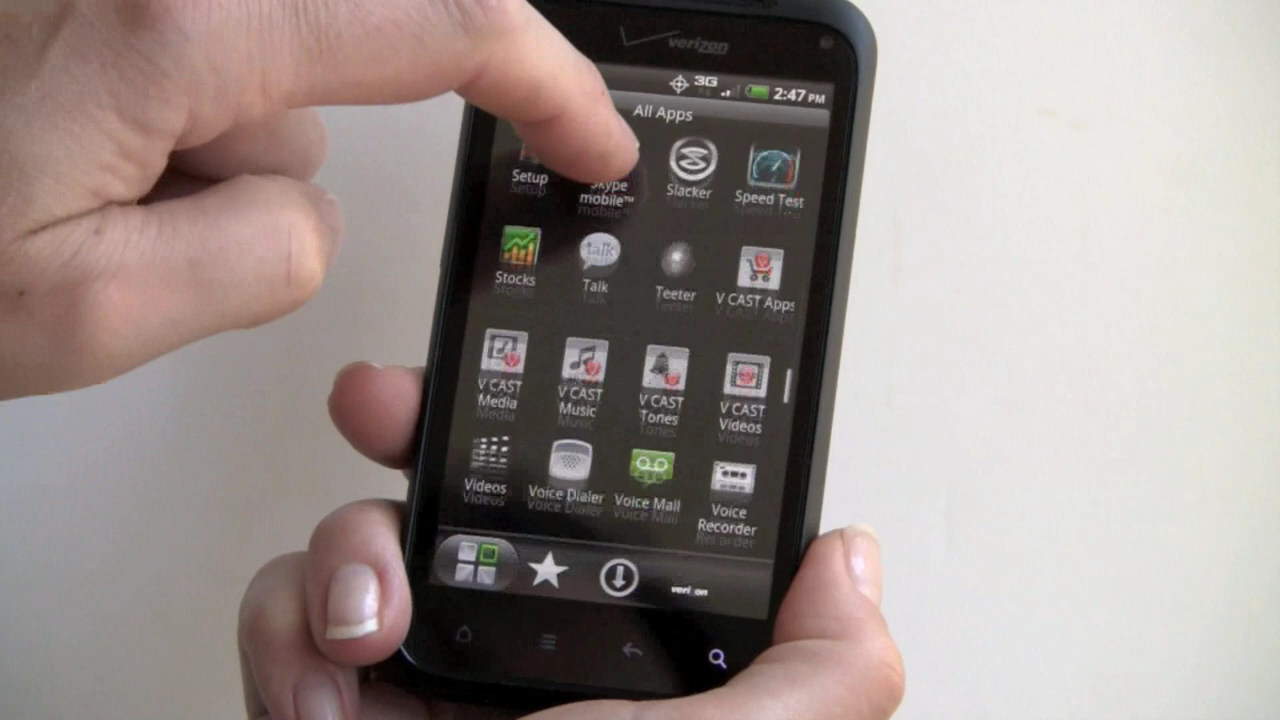 verizon
3G 2:47 PM
All Apps
Setup
Skype mobile™
Slacker
Speed Test
Stocks
talk
Talk
Teeter
V CAST Apps
V CAST
Media
V CAST
Music
V CAST
Tones
V CAST
Videos
Videos
Voice Dialer
Voice Mail
Voice
Recorder
verizon